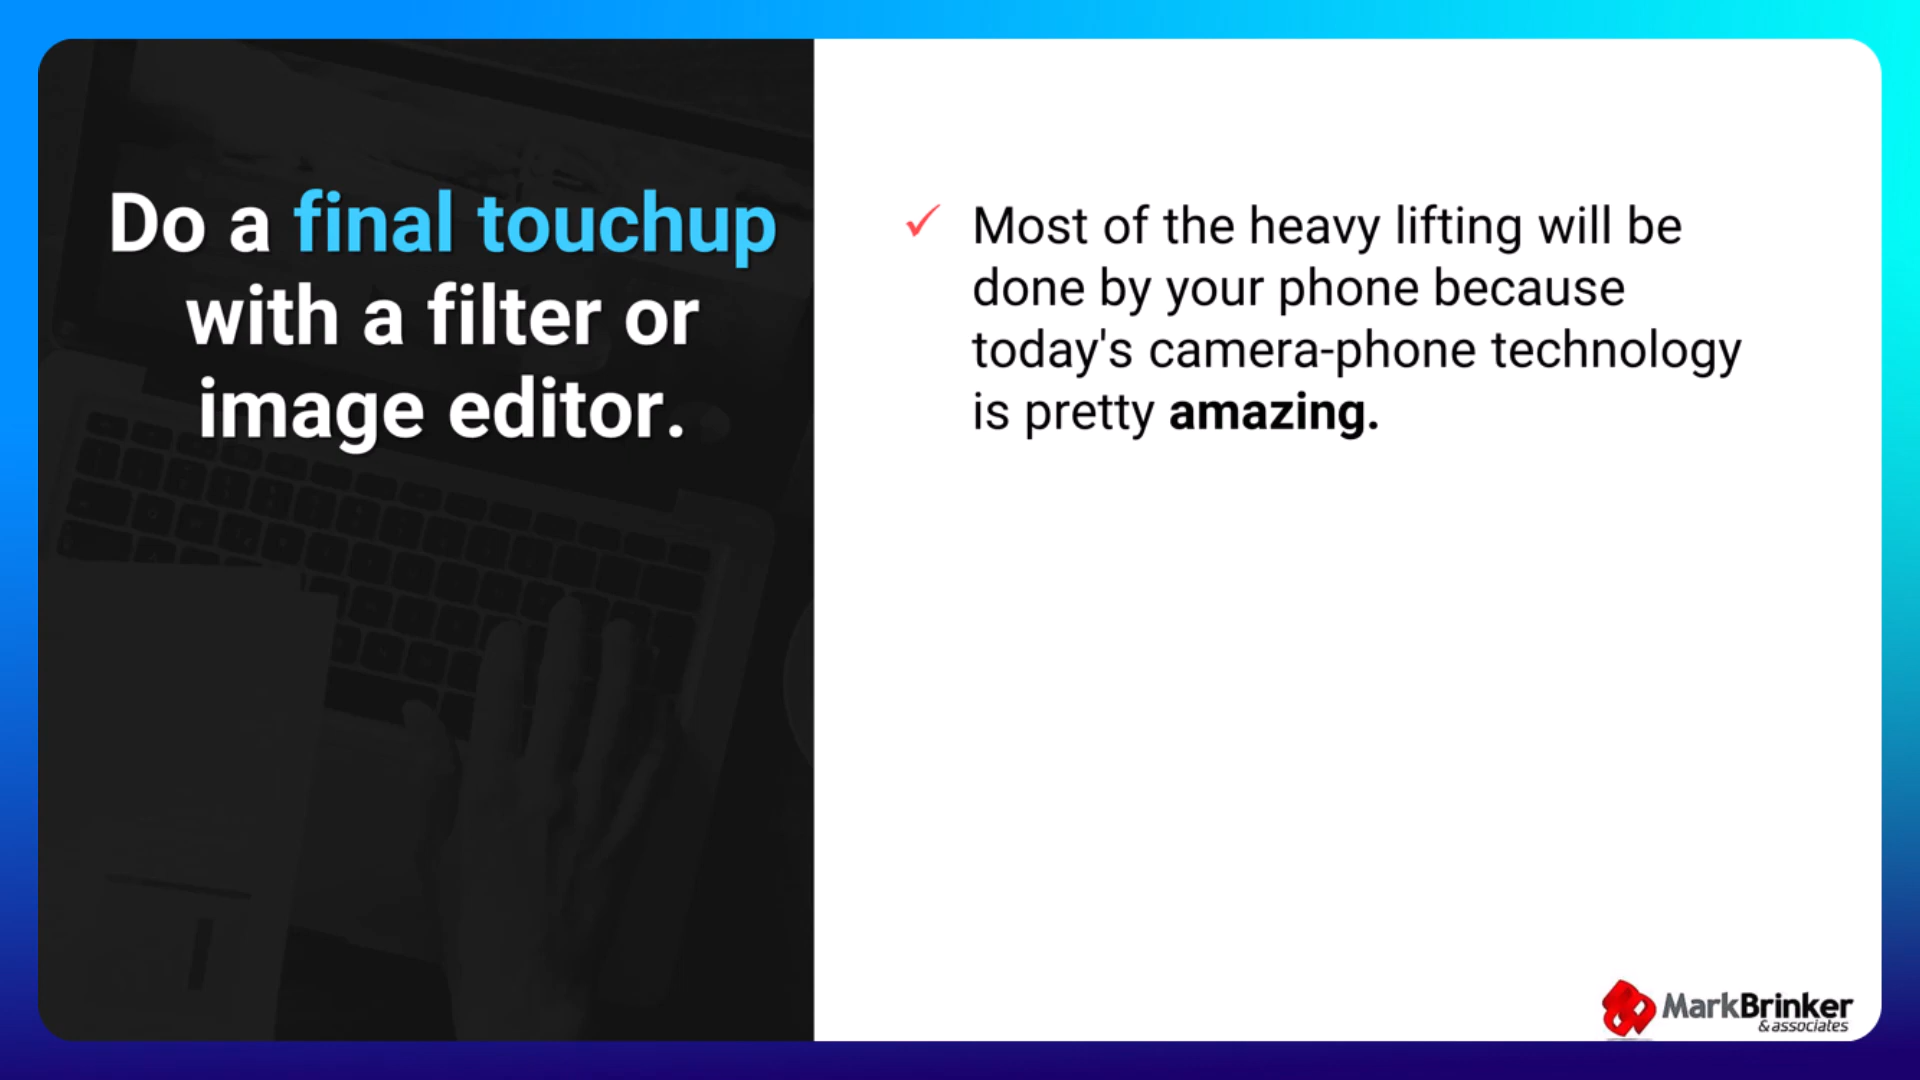 Do a final touchup
with a filter or
image editor.
✓ Most of the heavy lifting will be
done by your phone because
today's camera-phone technology
is pretty amazing.
MarkBrinker
& associates